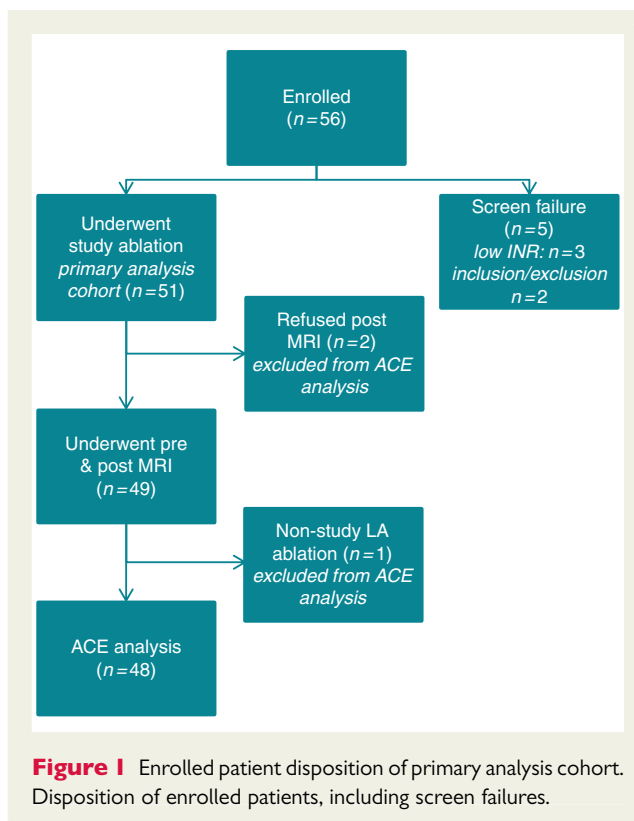 Enrolled
(n=56)
Underwent
study ablation
primary analysis
cohort (n=51)
Screen failure
(n=5)
low INR: n=3
inclusion/exclusion
n=2
Refused post
MRI (n=2)
excluded from ACE
analysis
Underwent pre
& post MRI
(n=49)
Non-study LA
ablation (n=1)
excluded from ACE
analysis
ACE analysis
(n=48)
Figure 1 Enrolled patient disposition of primary analysis cohort.
Disposition of enrolled patients, including screen failures.